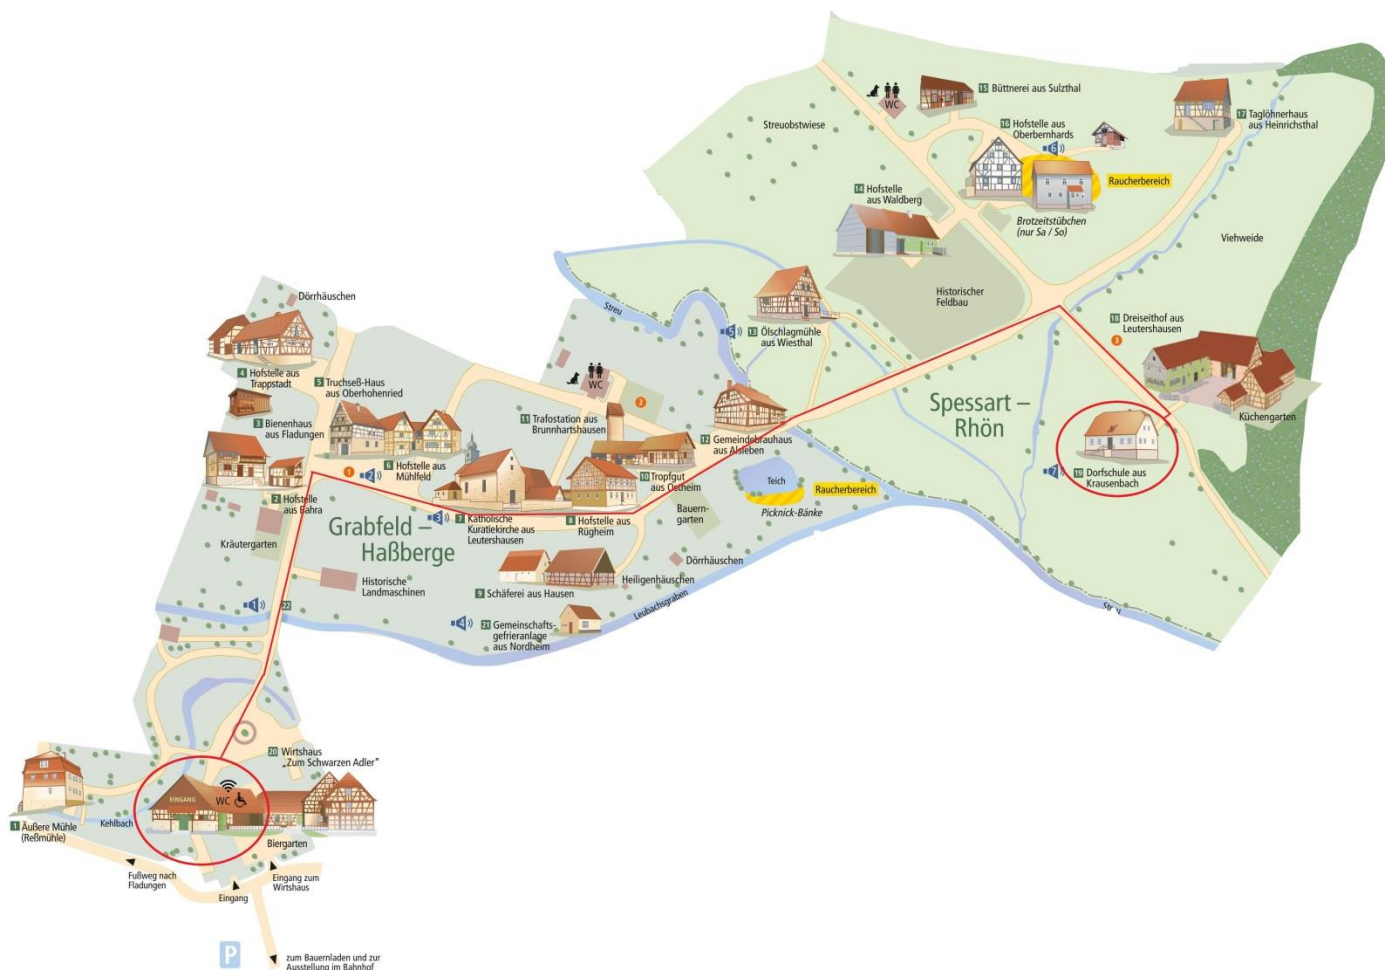 Streuobstwiese
WC
15 Büttnerei aus Sulzthal
16 Hofstelle aus
Oberbernhards
6
17 Taglöhnerhaus
aus Heinrichsthal
Raucherbereich
14 Hofstelle
aus Waldberg
Brotzeitstübchen
(nur Sa / So)
Viehweide
Historischer
Feldbau
Streu
5
13 Ölschlagmühle
aus Wiesthal
18 Dreiseithof aus
Leutershausen
3
Küchengarten
Spessart –
Rhön
7
19 Dorfschule aus
Krausenbach
Dörrhäuschen
4 Hofstelle aus
Trappstadt
5 Truchseß-Haus
aus Oberhohenried
3 Bienenhaus
aus Fladungen
WC
2
11 Trafostation aus
Brunnhartshausen
12 Gemeindebrauhaus
aus Alsleben
1
2
6 Hofstelle aus
Mühlfeld
10 Tropfgut
aus Ostheim
Teich
Raucherbereich
Picknick-Bänke
2 Hofstelle
aus Bahra
Grabfeld –
Haßberge
3
7 Katholische
Kuratiekirche aus
Leutershausen
8 Hofstelle aus
Rügheim
Bauern-
garten
Kräutergarten
Historische
Landmaschinen
9 Schäferei aus Hausen
Dörrhäuschen
Heiligenhäuschen
Leubachsgraben
Streu
1
22
4
21 Gemeinschafts-
gefrieranlage
aus Nordheim
20 Wirtshaus
„Zum Schwarzen Adler"
EINGANG
WC
1 Äußere Mühle
(Reßmühle)
Kehlbach
Biergarten
Fußweg nach
Fladungen
Eingang
Eingang zum
Wirtshaus
P
zum Bauernladen und zur
Ausstellung im Bahnhof